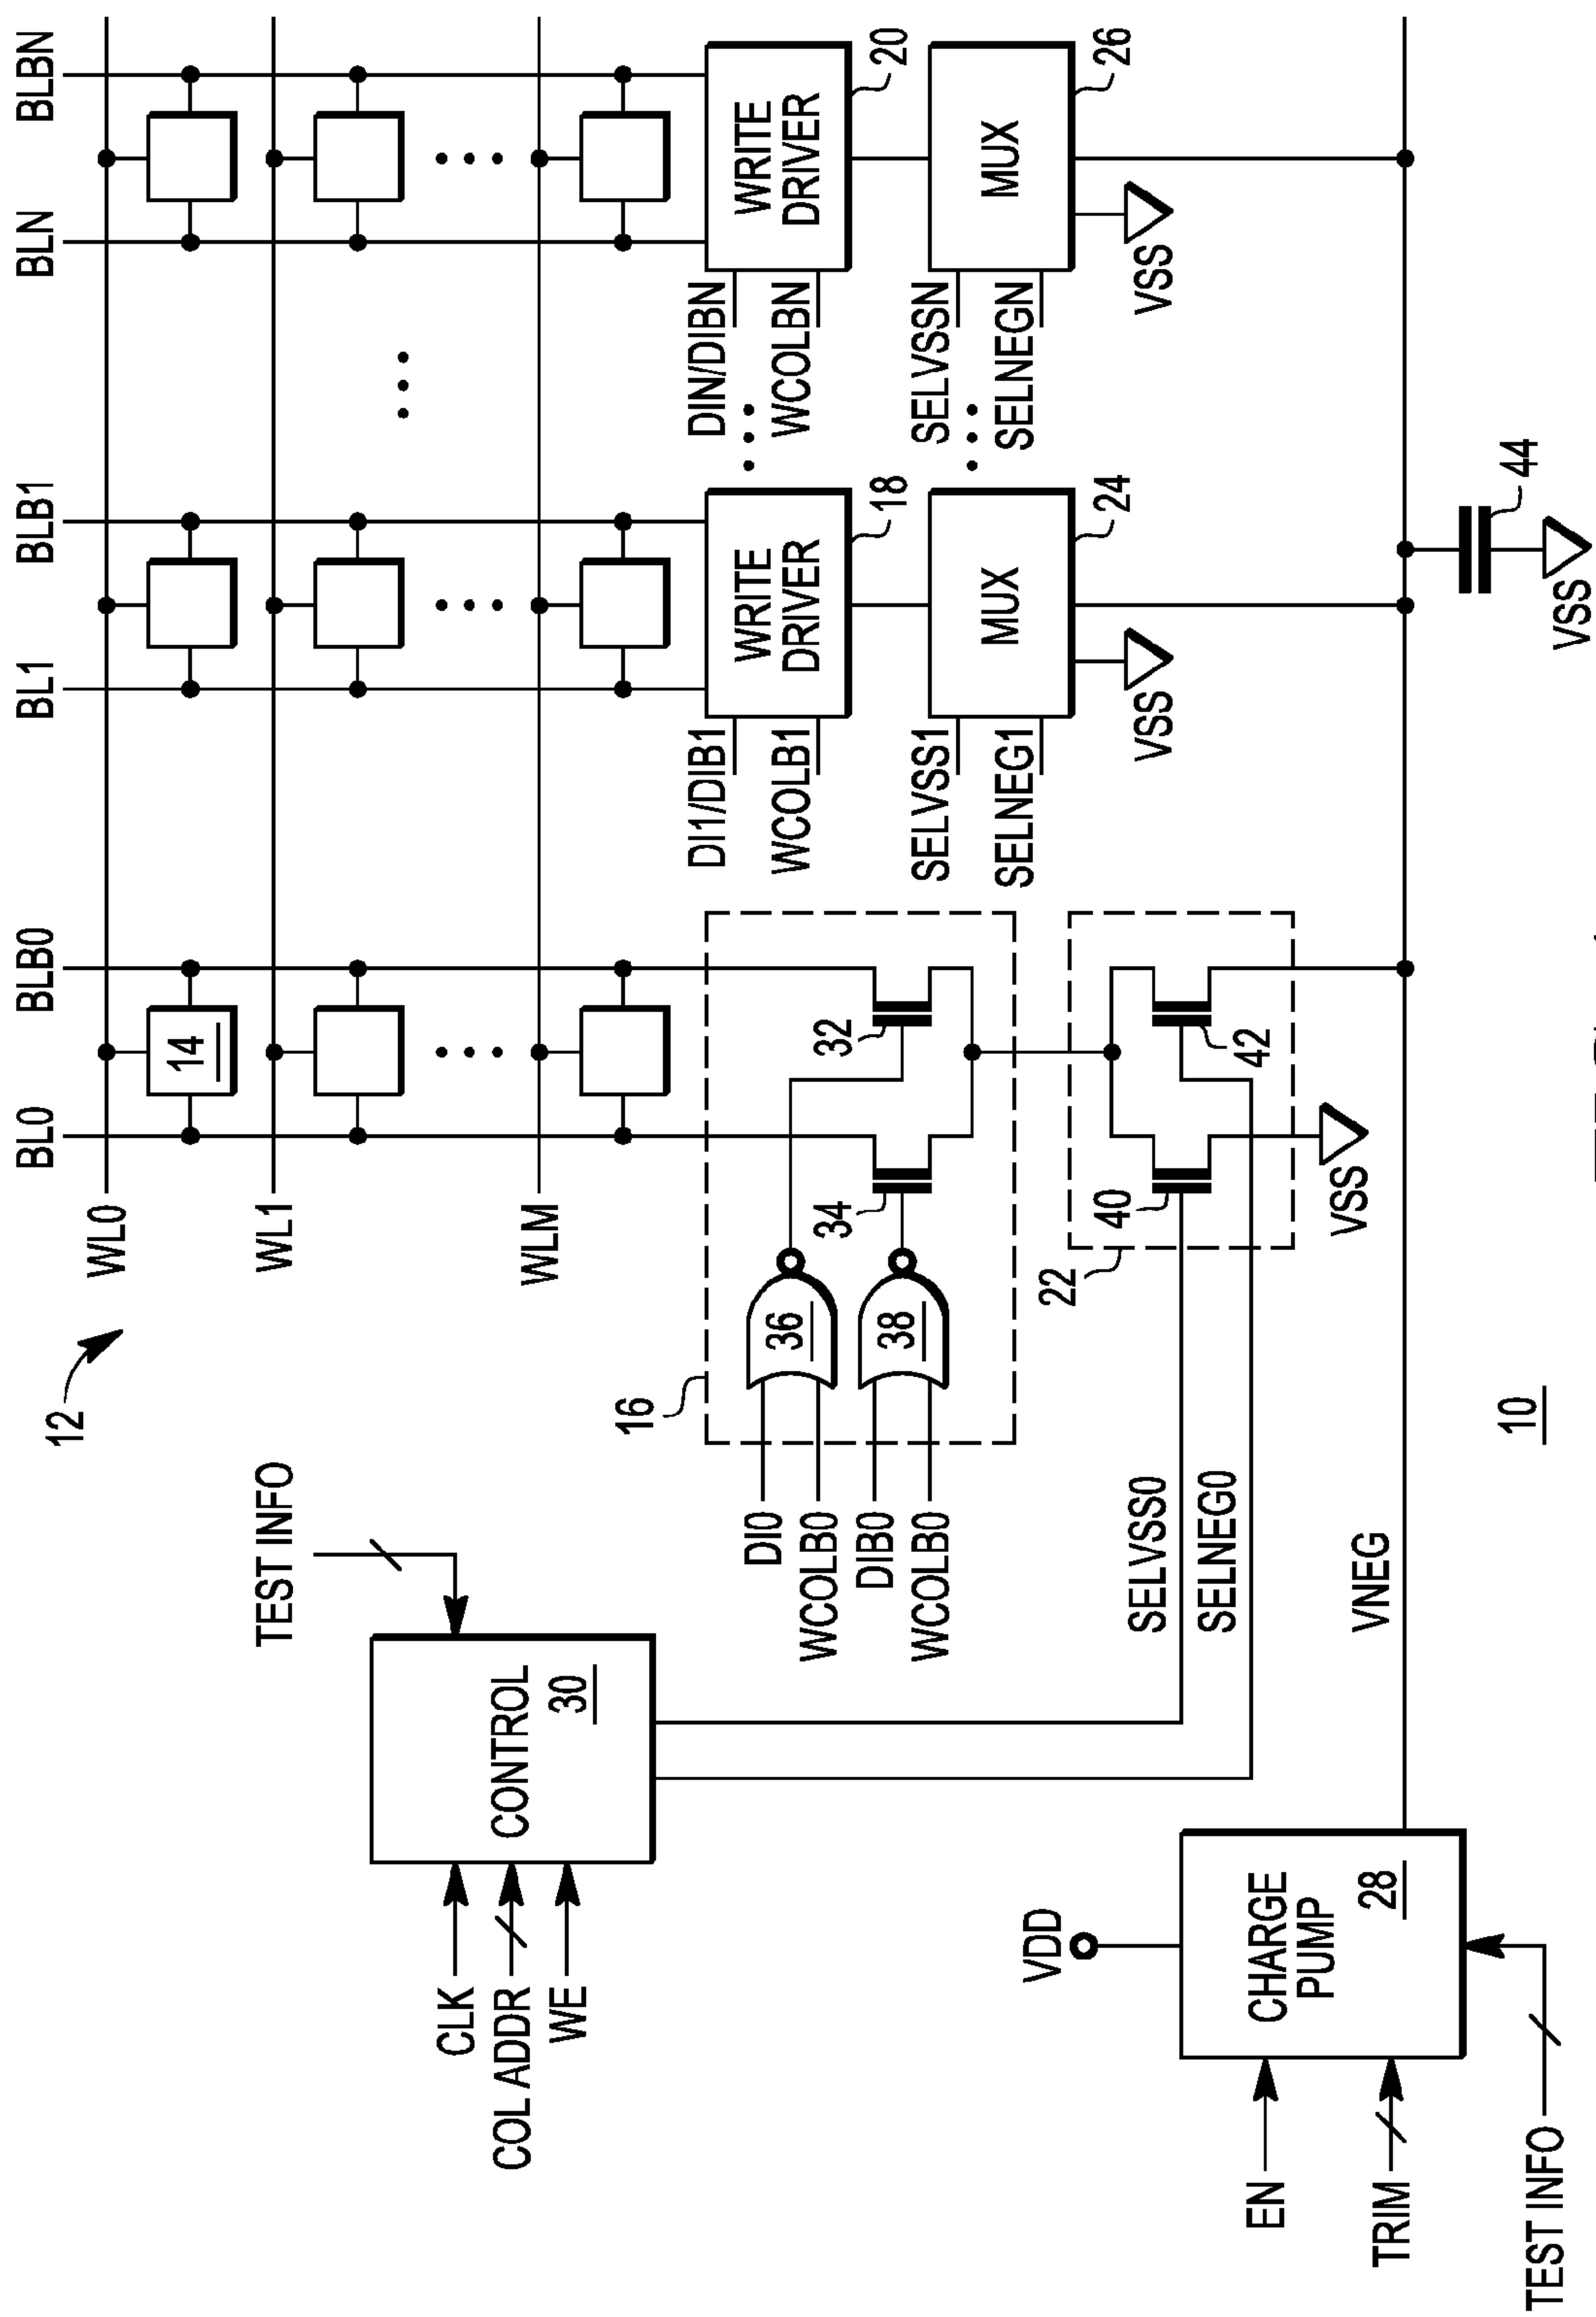 12
BL0
BLB0
BL1
BLB1
BLN
BLBN
WL0
14
WL1
WLM
TEST INFO
CLK
COL ADDR
WE
CONTROL
30
16
DI0
WCOLB0
DIB0
WCOLB0
36
38
34
32
DI1/DIB1
WCOLB1
WRITE
DRIVER
18
DIN/DIBN
WCOLBN
WRITE
DRIVER
20
SELVSS0
SELNEG0
22
40
42
VSS
SELVSS1
SELNEG1
MUX
24
VSS
SELVSSN
SELNEGN
MUX
26
VSS
VDD
EN
TRIM
TEST INFO
CHARGE
PUMP
28
VNEG
44
VSS
10